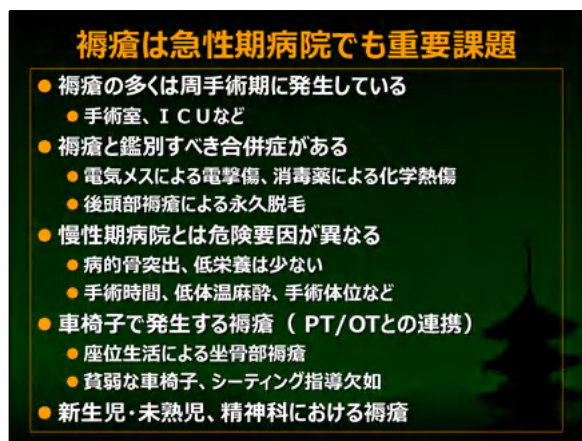 褥瘡は急性期病院でも重要課題
● 褥瘡の多くは周手術期に発生している
● 手術室、ＩＣＵなど
● 褥瘡と鑑別すべき合併症がある
● 電気メスによる電撃傷、消毒薬による化学熱傷
● 後頭部褥瘡による永久脱毛
● 慢性期病院とは危険要因が異なる
● 病的骨突出、低栄養は少ない
● 手術時間、低体温麻酔、手術体位など
● 車椅子で発生する褥瘡（ PT/OTとの連携）
● 座位生活による坐骨部褥瘡
● 貧弱な車椅子、シーティング指導欠如
● 新生児・未熟児、精神科における褥瘡